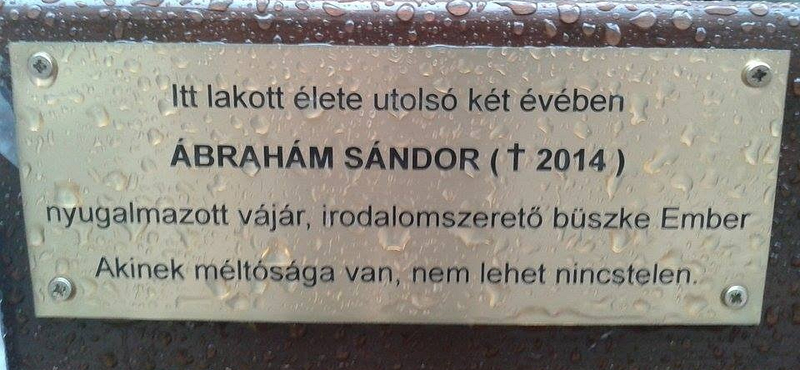 Itt lakott élete utolsó két évében
ÁBRAHÁM SÁNDOR ( † 2014 )
nyugalmazott vájár, irodalomszerető büszke Ember
Akinek méltósága van, nem lehet nincstelen.